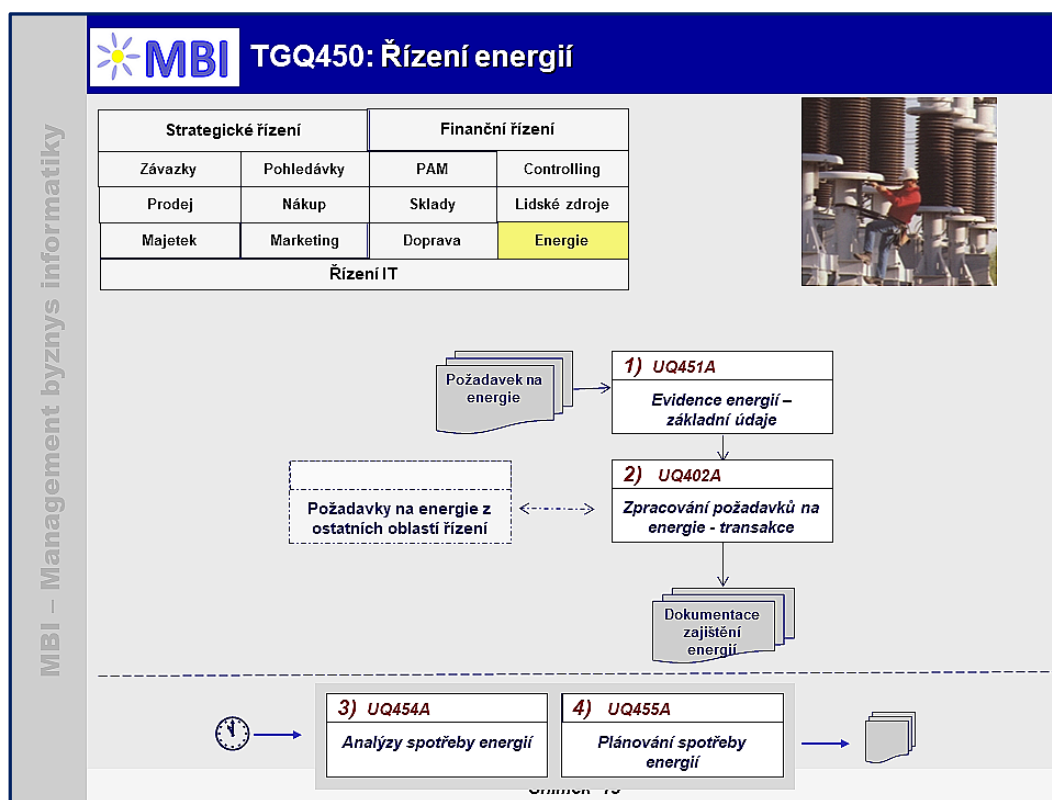 MBI
TGQ450: Řízení energií
MBI – Management byznys informatiky
Strategické řízení
Finanční řízení
Závazky
Pohledávky
PAM
Controlling
Prodej
Nákup
Sklady
Lidské zdroje
Majetek
Marketing
Doprava
Energie
Řízení IT
Požadavek na
energie
1) UQ451A
Evidence energií –
základní údaje
2) UQ402A
Zpracování požadavků na
energie - transakce
Požadavky na energie z
ostatních oblastí řízení
Dokumentace
zajištění
energií
3) UQ454A
Analýzy spotřeby energií
4) UQ455A
Plánování spotřeby
energií